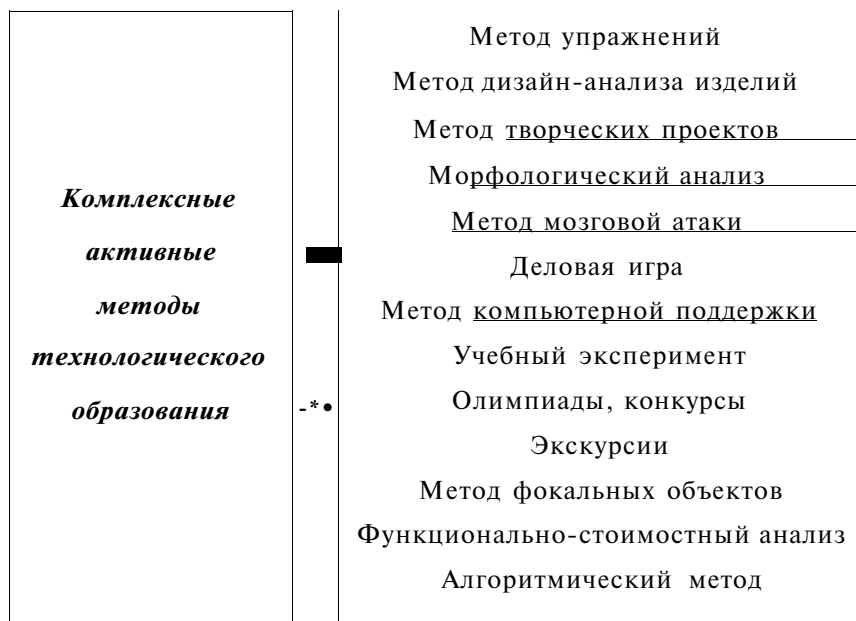 Комплексные
активные
методы
технологического
образования
-*•
Метод упражнений
Метод дизайн-анализа изделий
Метод творческих проектов
Морфологический анализ
Метод мозговой атаки
Деловая игра
Метод компьютерной поддержки
Учебный эксперимент
Олимпиады, конкурсы
Экскурсии
Метод фокальных объектов
Функционально-стоимостный анализ
Алгоритмический метод